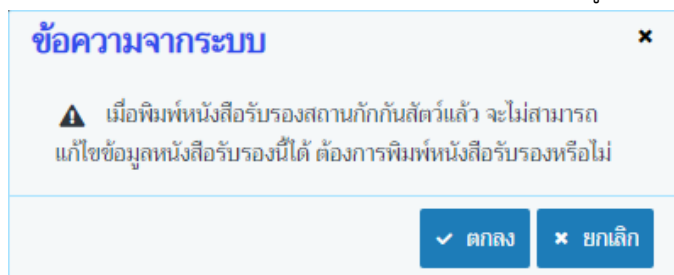 ข้อความจากระบบ
เมื่อพิมพ์หนังสือรับรองสถานกักกันสัตว์แล้ว จะไม่สามารถ
แก้ไขข้อมูลหนังสือรับรองนี้ได้ ต้องการพิมพ์หนังสือรับรองหรือไม่
ตกลง ยกเลิก